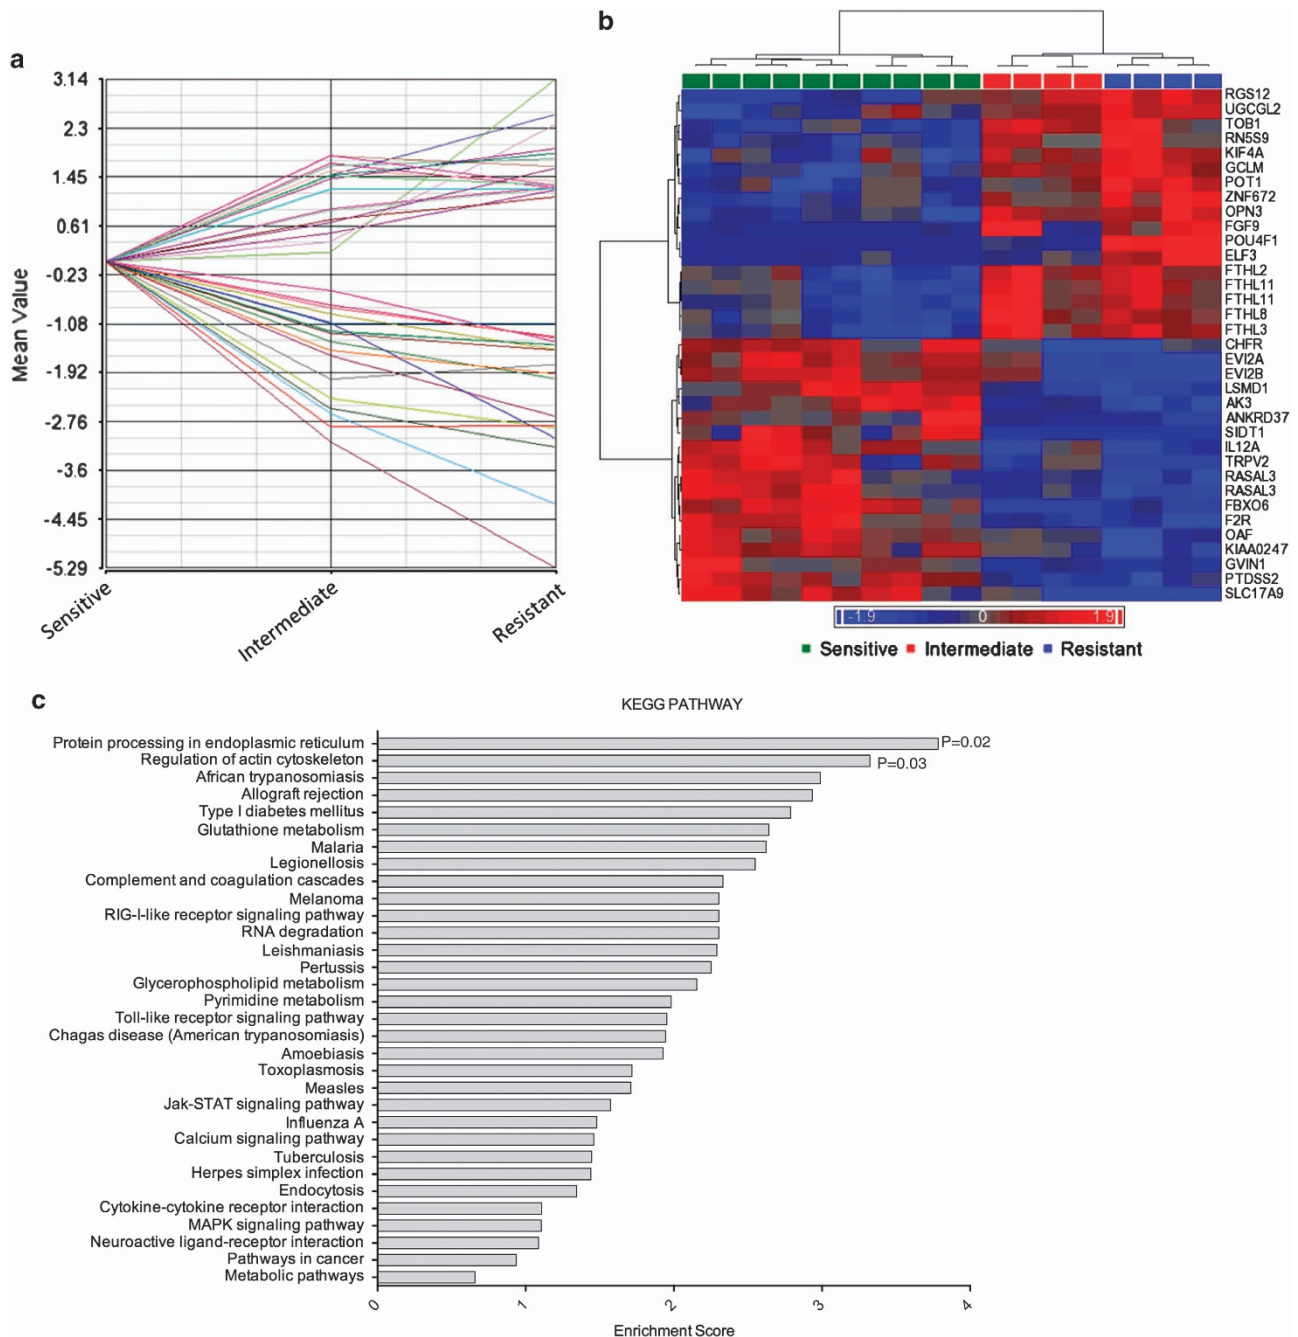 a
3.14
2.3
1.45
0.61
-0.23
-1.08
-1.92
-2.76
-3.6
-4.45
-5.29
Mean Value
Sensitive
Intermediate
Resistant
b
RGS12
UGCGL2
TOB1
RN5S9
KIF4A
GCLM
POT1
ZNF672
OPN3
FGF9
POU4F1
ELF3
FTHL2
FTHL11
FTHL11
FTHL8
FTHL3
CHFR
EVI2A
EVI2B
LSMD1
AK3
ANKRD37
SIDT1
IL12A
TRPV2
RASAL3
RASAL3
FBXO6
F2R
OAF
KIAA0247
GVIN1
PTDSS2
SLC17A9
-1.9 0 1.9
Sensitive Intermediate Resistant
c
KEGG PATHWAY
Protein processing in endoplasmic reticulum P=0.02
Regulation of actin cytoskeleton P=0.03
African trypanosomiasis
Allograft rejection
Type I diabetes mellitus
Glutathione metabolism
Malaria
Legionellosis
Complement and coagulation cascades
Melanoma
RIG-I-like receptor signaling pathway
RNA degradation
Leishmaniasis
Pertussis
Glycerophospholipid metabolism
Pyrimidine metabolism
Toll-like receptor signaling pathway
Chagas disease (American trypanosomiasis)
Amoebiasis
Toxoplasmosis
Measles
Jak-STAT signaling pathway
Influenza A
Calcium signaling pathway
Tuberculosis
Herpes simplex infection
Endocytosis
Cytokine-cytokine receptor interaction
MAPK signaling pathway
Neuroactive ligand-receptor interaction
Pathways in cancer
Metabolic pathways
0 1 2 3 4
Enrichment Score